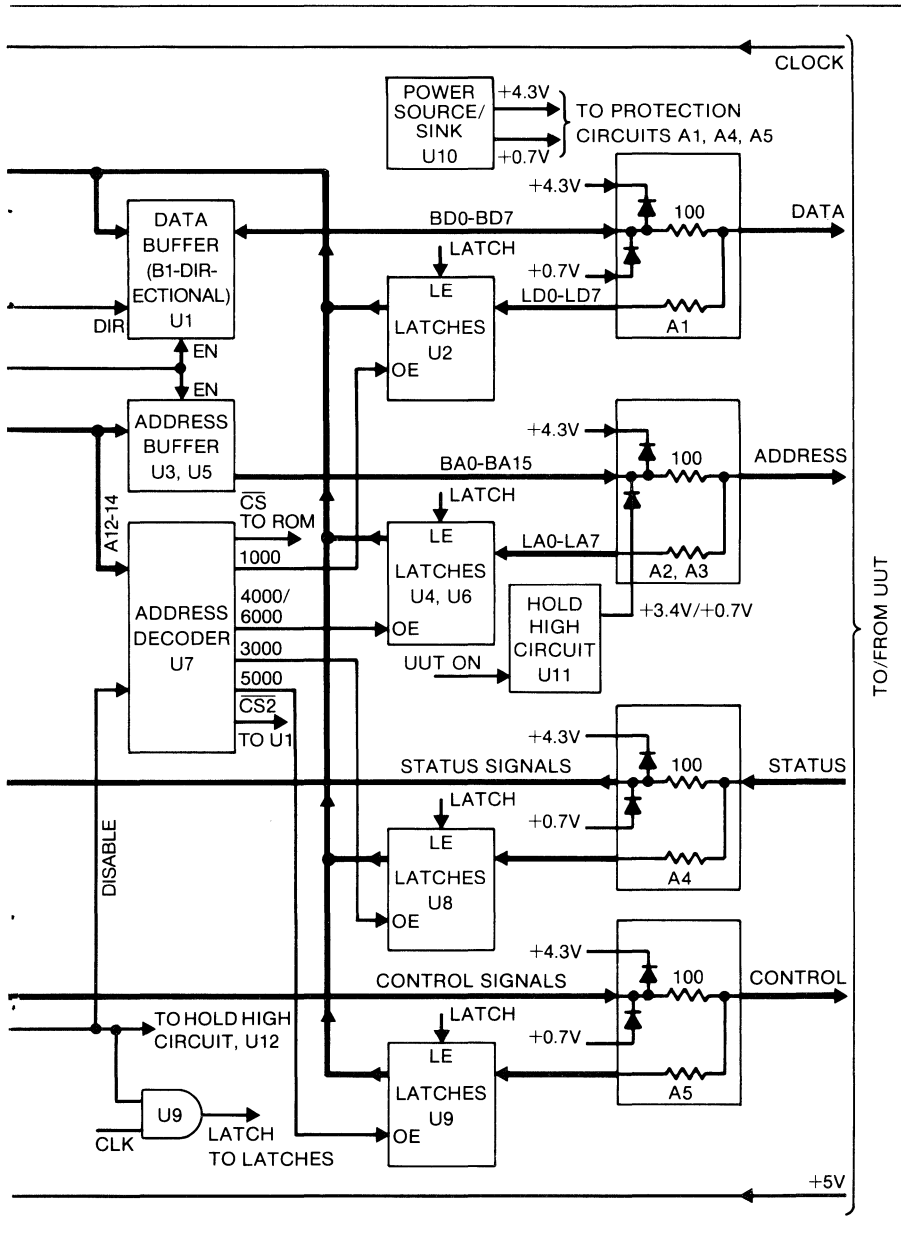 CLOCK
POWER
SOURCE/
SINK
U10
+4.3V
+0.7V
TO PROTECTION
CIRCUITS A1, A4, A5
DATA
BUFFER
(B1-DIR-
ECTIONAL)
U1
DIR
EN
BD0-BD7
LATCH
LE
LATCHES
U2
OE
+4.3V
100
+0.7V
LD0-LD7
A1
DATA
EN
ADDRESS
BUFFER
U3, U5
BA0-BA15
+4.3V
100
ADDRESS
A12-14
CS
TO ROM
1000
4000/
6000
3000
5000
CS2
TO U1
ADDRESS
DECODER
U7
LATCH
LE
LATCHES
U4, U6
OE
LA0-LA7
A2, A3
HOLD
HIGH
CIRCUIT
U11
+3.4V/+0.7V
UUT ON
TO/FROM UUT
STATUS SIGNALS
+4.3V
100
STATUS
+0.7V
A4
LATCH
LE
LATCHES
U8
OE
DISABLE
CONTROL SIGNALS
+4.3V
100
CONTROL
+0.7V
A5
LATCH
LE
LATCHES
U9
OE
TO HOLD HIGH
CIRCUIT, U12
U9
CLK
LATCH
TO LATCHES
+5V